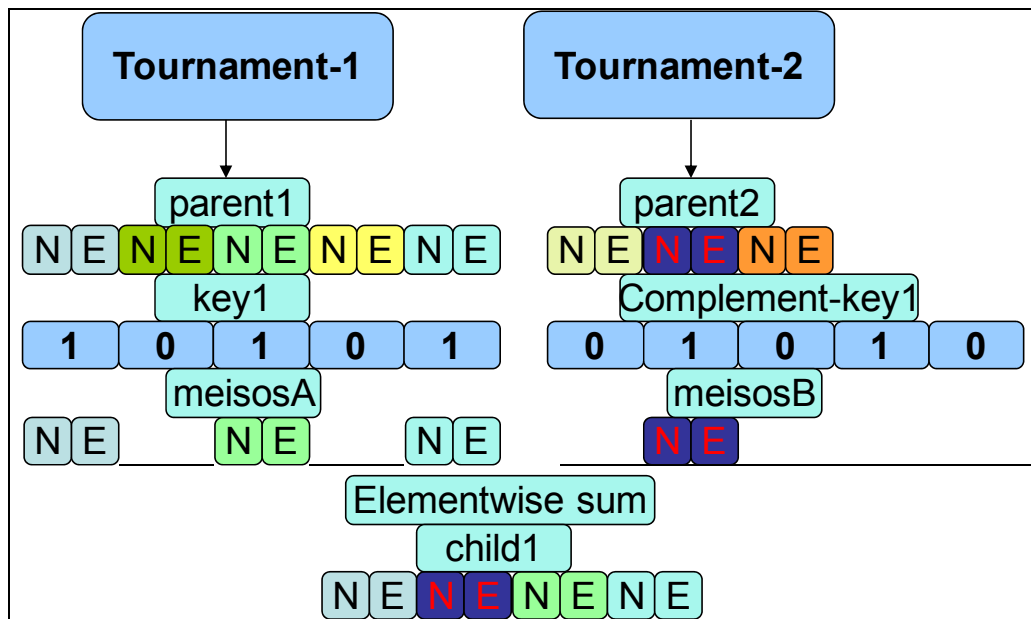 Tournament-1 Tournament-2
parent1 parent2
N E N E N E N E N E N E N E N E
key1 Complement-key1
1 0 1 0 1 0 1 0 1 0
meisosA meisosB
N E N E N E N E
Elementwise sum
child1
N E N E N E N E